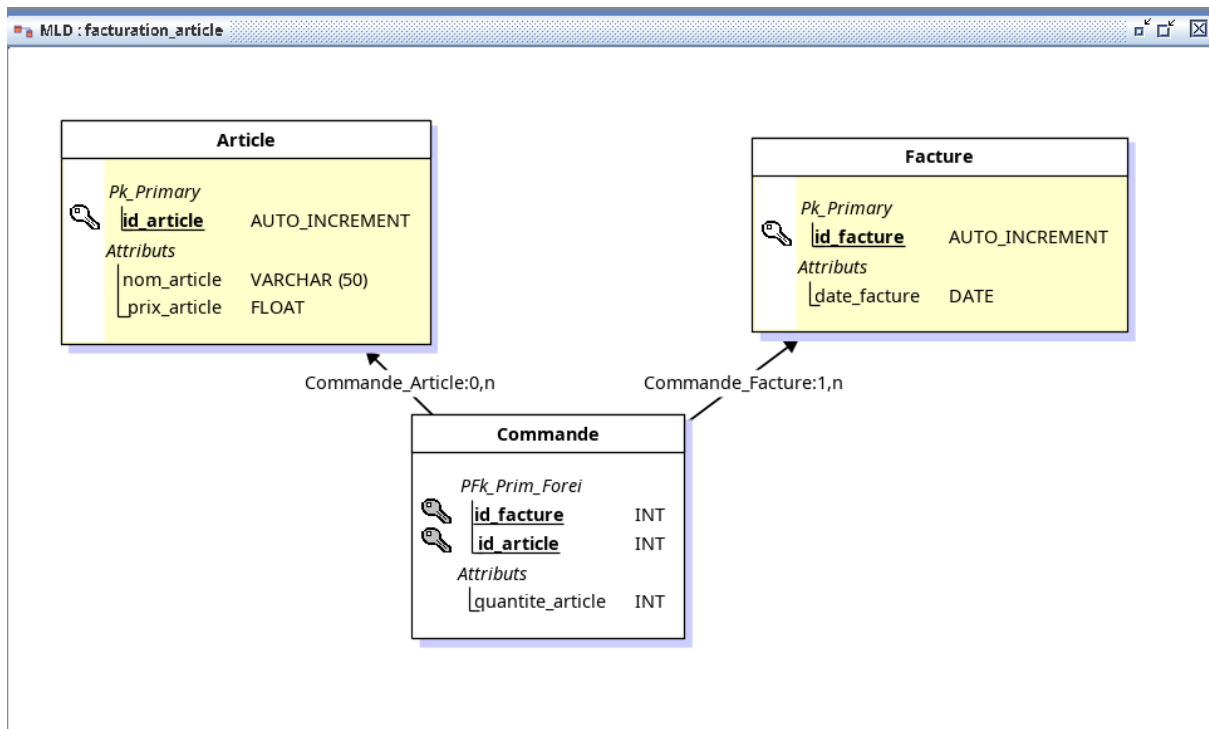 MLD : facturation_article
Article
Pk_Primary
id_article AUTO_INCREMENT
Attributs
nom_article VARCHAR (50)
prix_article FLOAT
Facture
Pk_Primary
id_facture AUTO_INCREMENT
Attributs
date_facture DATE
Commande_Article:0,n
Commande_Facture:1,n
Commande
PFk_Prim_Forei
id_facture INT
id_article INT
Attributs
quantite_article INT